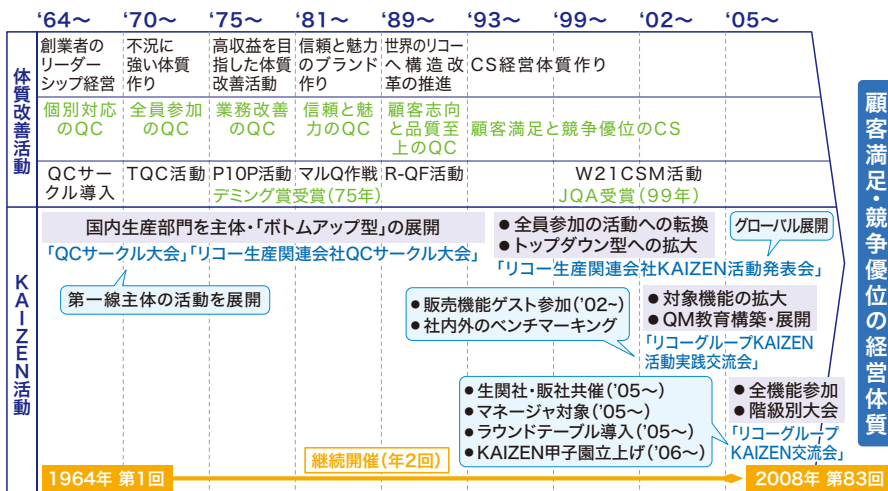 ‘64〜 ‘70〜 ‘75〜 ‘81〜 ‘89〜 ‘93〜 ‘99〜 ‘02〜 ‘05〜
体質改善活動
創業者の
リーダー
シップ経営
不況に
強い体質
作り
高収益を目
指した体質
改善活動
信頼と魅力
のブランド
作り
世界のリコー
へ構造改
革の推進
CS経営体質作り
個別対応
のQC
全員参加
のQC
業務改善
のQC
信頼と魅
力のQC
顧客志向
と品質至
上のQC
顧客満足と競争優位のCS
QCサー
クル導入
TQC活動
P10P活動
マルQ作戦
R-QF活動
W21CSM活動
デミング賞受賞(75年)
JQA受賞(99年)
KAIZEN活動
国内生産部門を主体・「ボトムアップ型」の展開
「QCサークル大会」「リコー生産関連会社QCサークル大会」
第一線主体の活動を展開
● 全員参加の活動への転換
● トップダウン型への拡大
グローバル展開
「リコー生産関連会社KAIZEN活動発表会」
● 販売機能ゲスト参加(’02~)
● 社内外のベンチマーキング
● 対象機能の拡大
● QM教育構築・展開
「リコーグループKAIZEN
活動実践交流会」
● 生関社・販社共催(’05〜)
● マネージャ対象(’05〜)
● ラウンドテーブル導入(’05〜)
● KAIZEN甲子園立上げ(’06〜)
● 全機能参加
● 階級別大会
「リコーグループ
KAIZEN交流会」
継続開催(年2回)
1964年 第1回
2008年 第83回
顧客満足・競争優位の経営体質